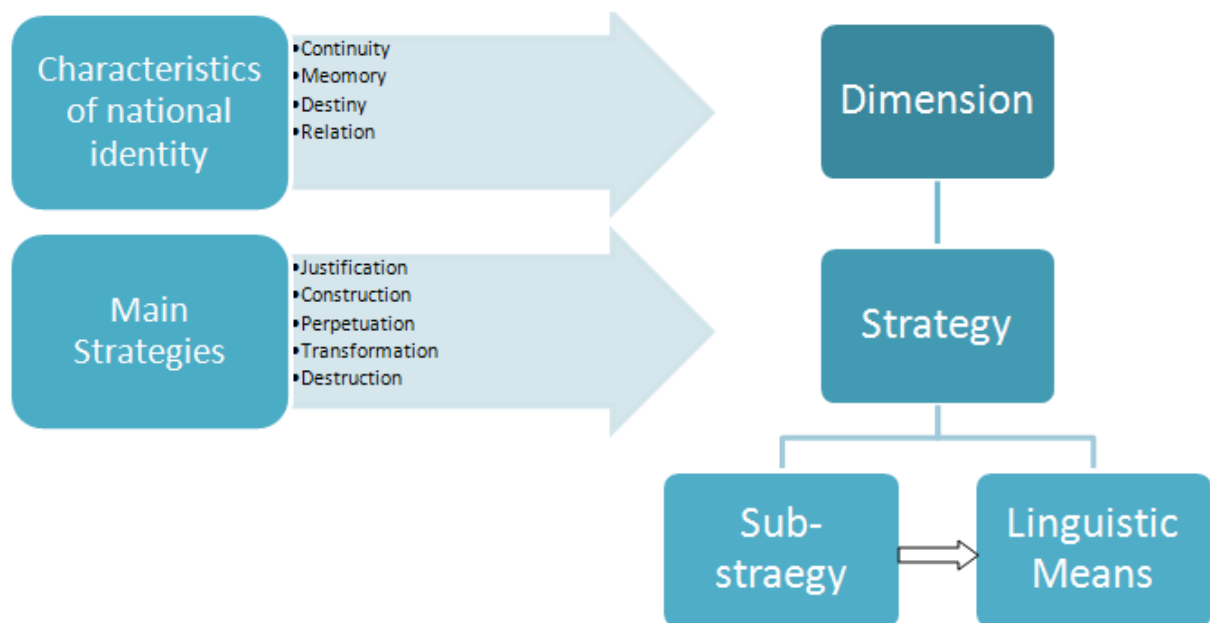 Characteristics
of national
identity
•Continuity
•Meomory
•Destiny
•Relation
Main
Strategies
•Justification
•Construction
•Perpetuation
•Transformation
•Destruction
Dimension
Strategy
Sub-
straegy
Linguistic
Means